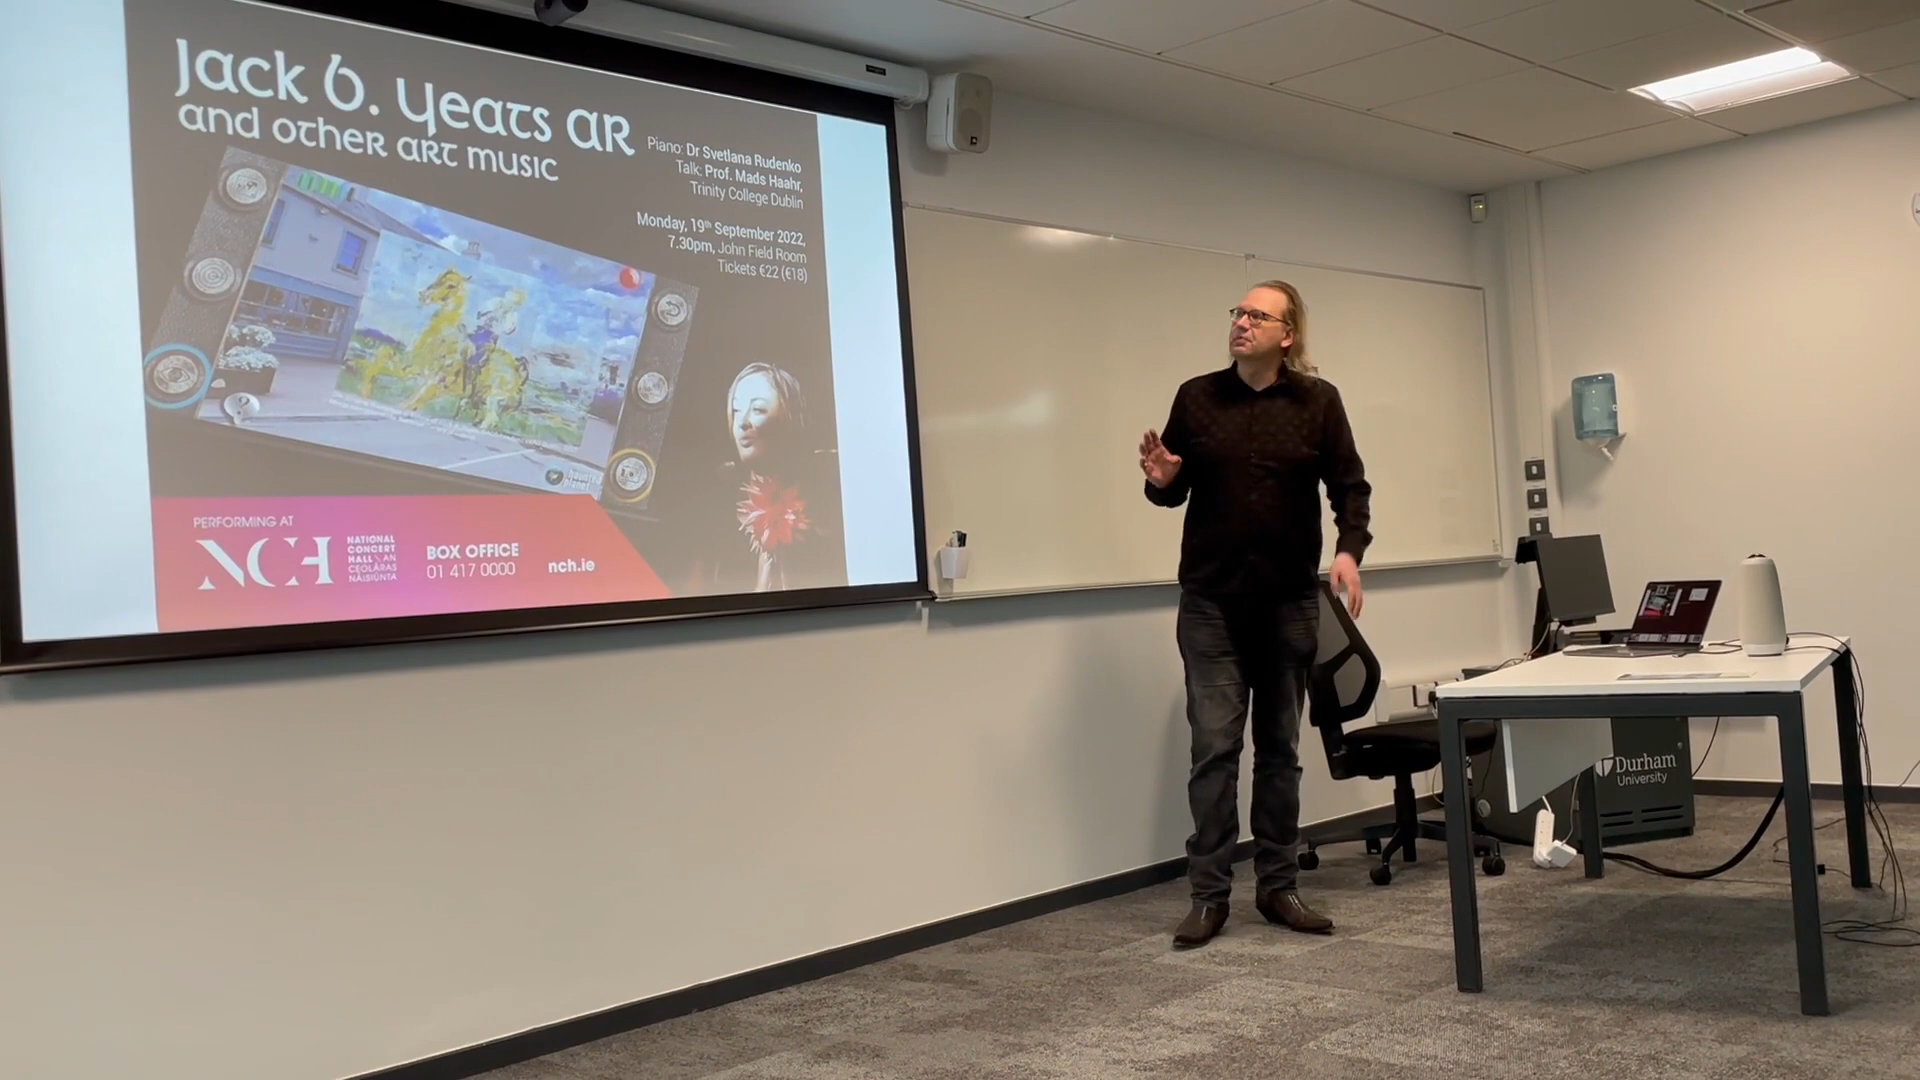 Jack B. Yeats AR
and other art music
Piano: Dr Svetlana Rudenko
Talk: Prof. Mads Haahr,
Trinity College Dublin
Monday, 19th September 2022,
7.30pm, John Field Room
Tickets €22 (€18)
PERFORMING AT
NCH
NATIONAL
CONCERT
HALL \ AN
CEOLÁRAS
NÁISIÚNTA
BOX OFFICE
01 417 0000
nch.ie
Durham
University